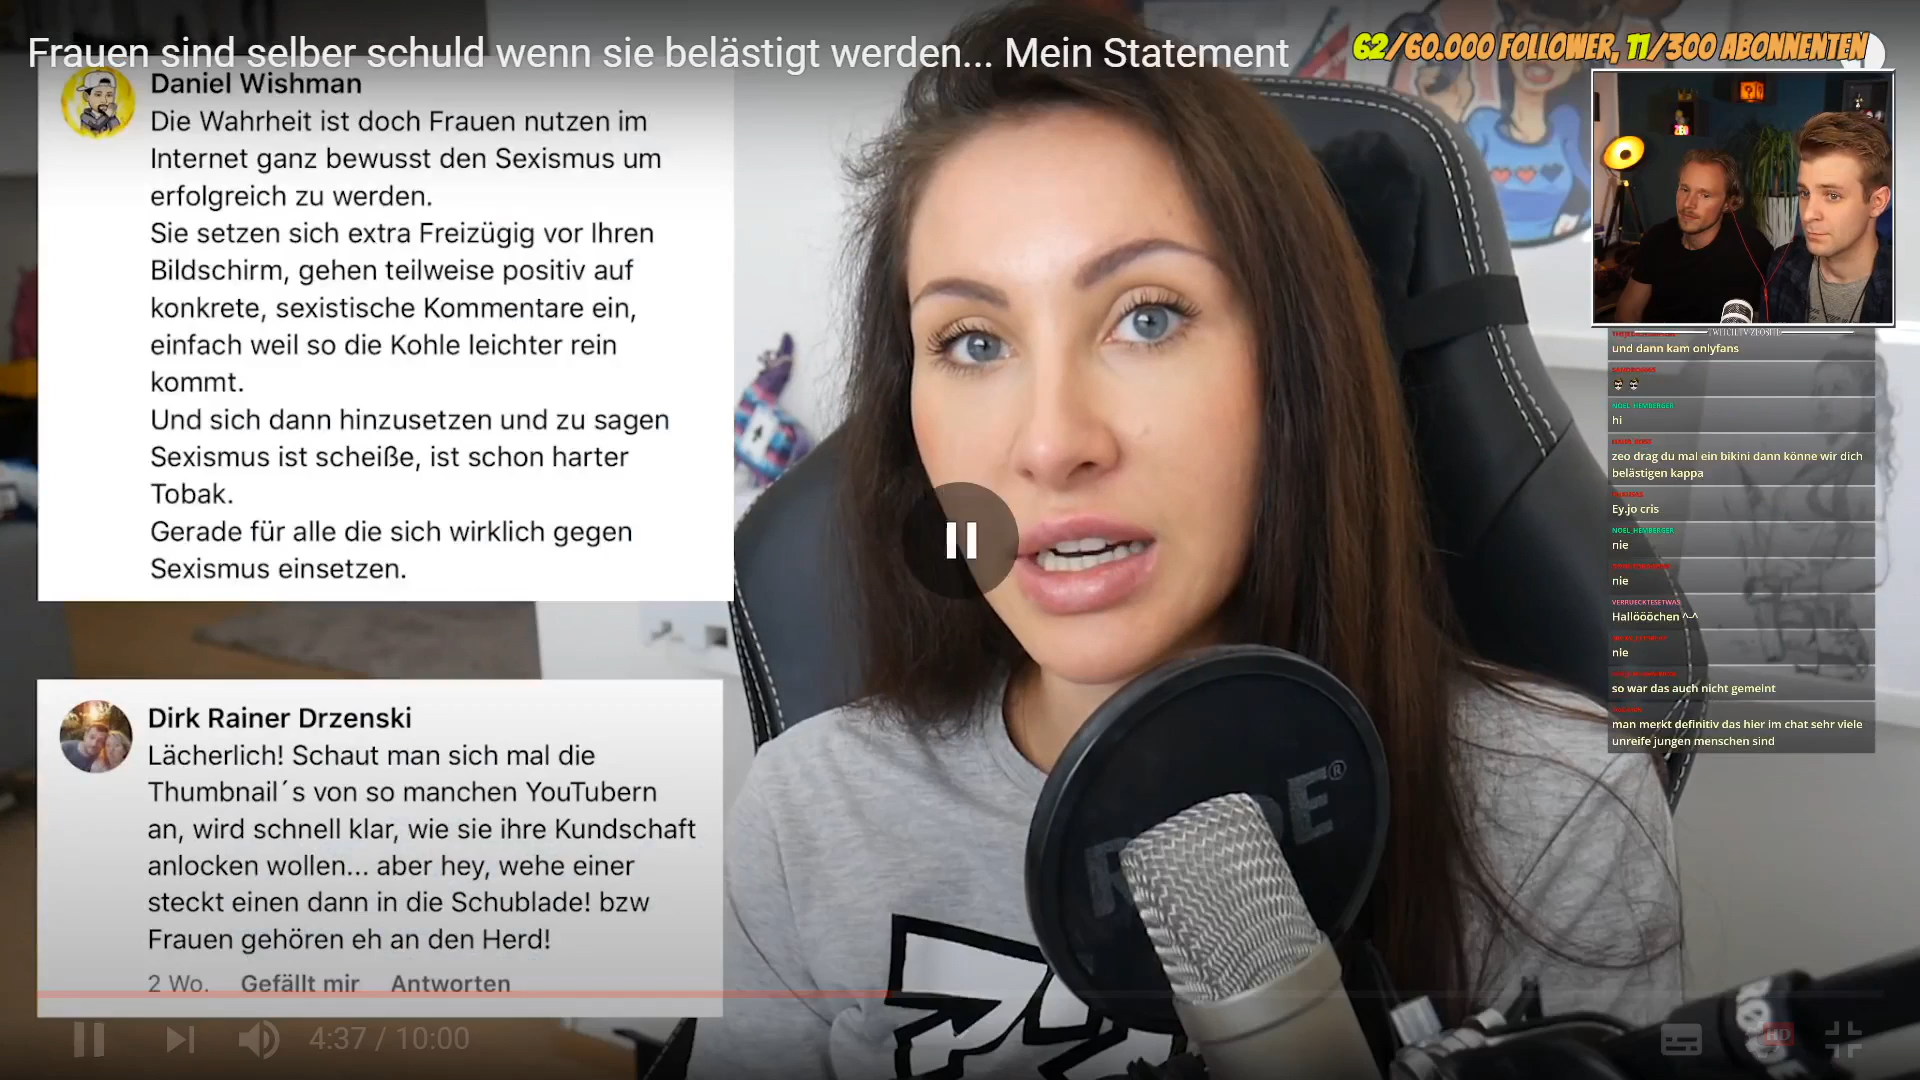 Frauen sind selber schuld wenn sie belästigt werden... Mein Statement
62/60.000 FOLLOWER, 11/300 ABONNENTEN
Daniel Wishman
Die Wahrheit ist doch Frauen nutzen im
Internet ganz bewusst den Sexismus um
erfolgreich zu werden.
Sie setzen sich extra Freizügig vor Ihren
Bildschirm, gehen teilweise positiv auf
konkrete, sexistische Kommentare ein,
einfach weil so die Kohle leichter rein
kommt.
Und sich dann hinzusetzen und zu sagen
Sexismus ist scheiße, ist schon harter
Tobak.
Gerade für alle die sich wirklich gegen
Sexismus einsetzen.
Dirk Rainer Drzenski
Lächerlich! Schaut man sich mal die
Thumbnail´s von so manchen YouTubern
an, wird schnell klar, wie sie ihre Kundschaft
anlocken wollen... aber hey, wehe einer
steckt einen dann in die Schublade! bzw
Frauen gehören eh an den Herd!
2 Wo. Gefällt mir Antworten
4:37 / 10:00
HD
ZEO
und dann kam onlyfans
NOEL_HEMBERGER
hi
zeo drag du mal ein bikini dann könne wir dich
belästigen kappa
Ey.jo cris
NOEL_HEMBERGER
nie
nie
VERRUECKTESETWAS
Hallöööchen ^-^
nie
so war das auch nicht gemeint
man merkt definitiv das hier im chat sehr viele
unreife jungen menschen sind